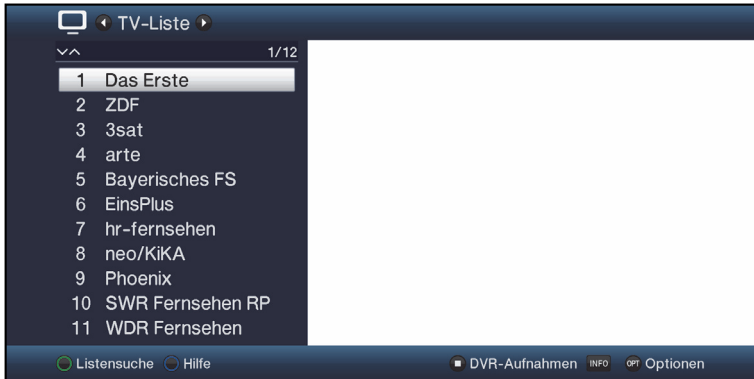 TV-Liste
1/12
1 Das Erste
2 ZDF
3 3sat
4 arte
5 Bayerisches FS
6 EinsPlus
7 hr-fernsehen
8 neo/KiKA
9 Phoenix
10 SWR Fernsehen RP
11 WDR Fernsehen
Listensuche Hilfe DVR-Aufnahmen INFO OPT Optionen